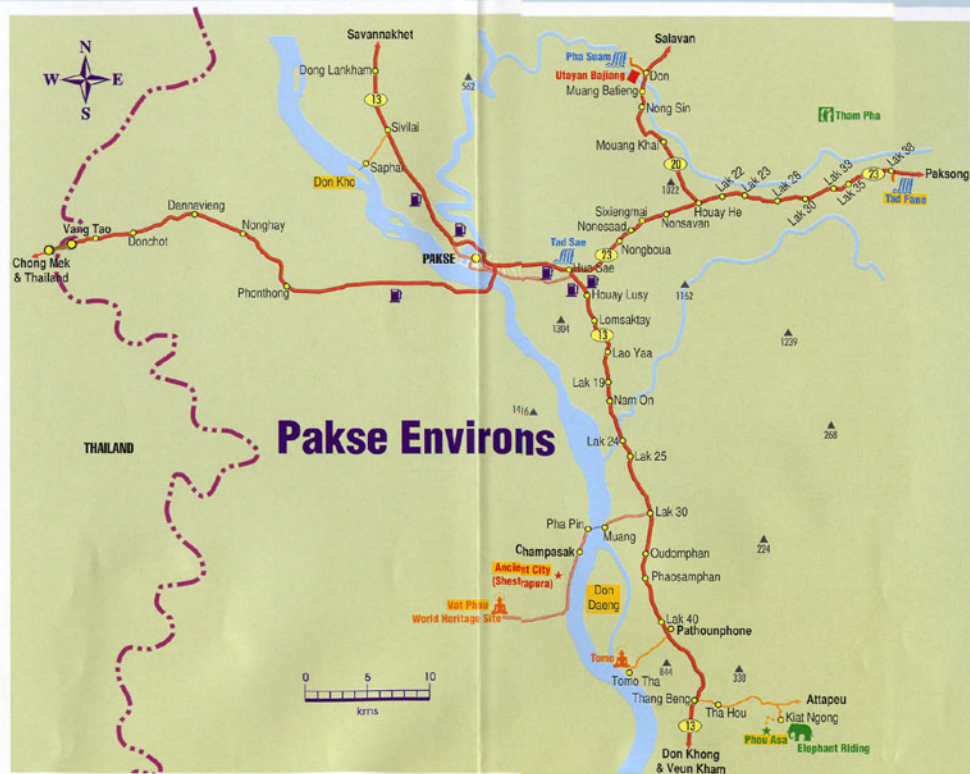 N
W E
S
Savannakhet
Dong Lankham
13
Sivilai
Saphai
Don Kho
562
Pha Suam
Utayan Bajiang
Salavan
Don
Muang Batieng
Nong Sin
Mouang Khai
20
1022
Tham Pha
Lak 22
Lak 23
Lak 26
Lak 30
Lak 33
Lak 35
23
Lak 38
Paksong
Tad Fane
Houay He
Sixiengmai
Nonsavan
Nonesaad
Nongboua
23
Tad Sae
Hua Sae
PAKSE
Dannavieng
Nonghay
Vang Tao
Donchot
Chong Mek
& Thailand
Phonthong
Houay Lusy
Lomsaktay
13
Lao Yaa
1304
1162
1239
Lak 19
Nam On
1416
268
Lak 24
Lak 25
THAILAND
Pakse Environs
Lak 30
Pha Pin
Muang
Champasak
224
Oudomphan
Phaosamphan
Ancient City
(Shestrapura)
Don
Daeng
Vat Phou
World Heritage Site
Lak 40
Pathounphone
Tomo
Tomo Tha
844
330
0 5 10
kms
Thang Beng
Tha Hou
Attapeu
Kiat Ngong
Phou Asa
Elephant Riding
13
Don Khong
& Veun Kham